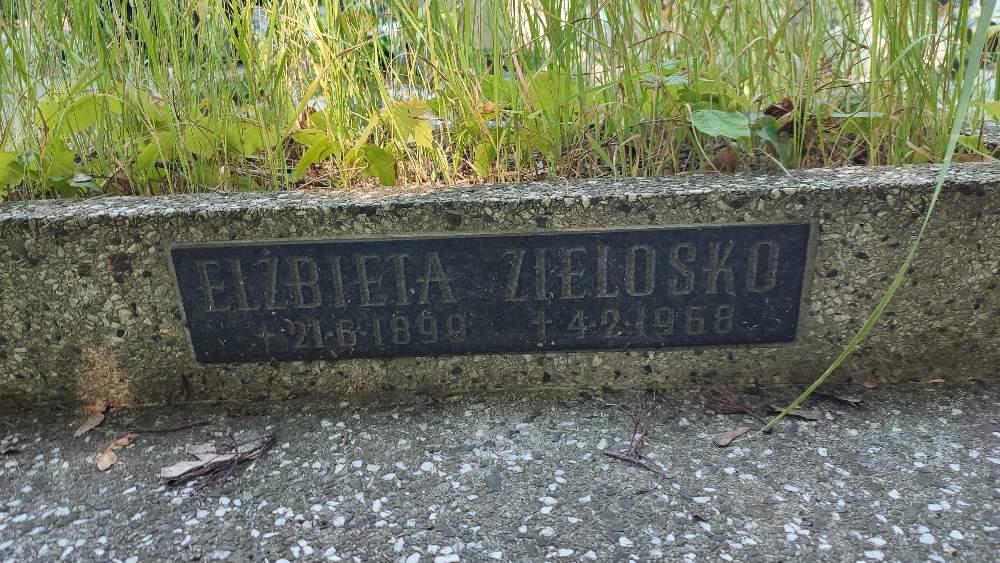 ELŻBIETA ZIELOSKO
* 21·6·1899 + 4·2·1968